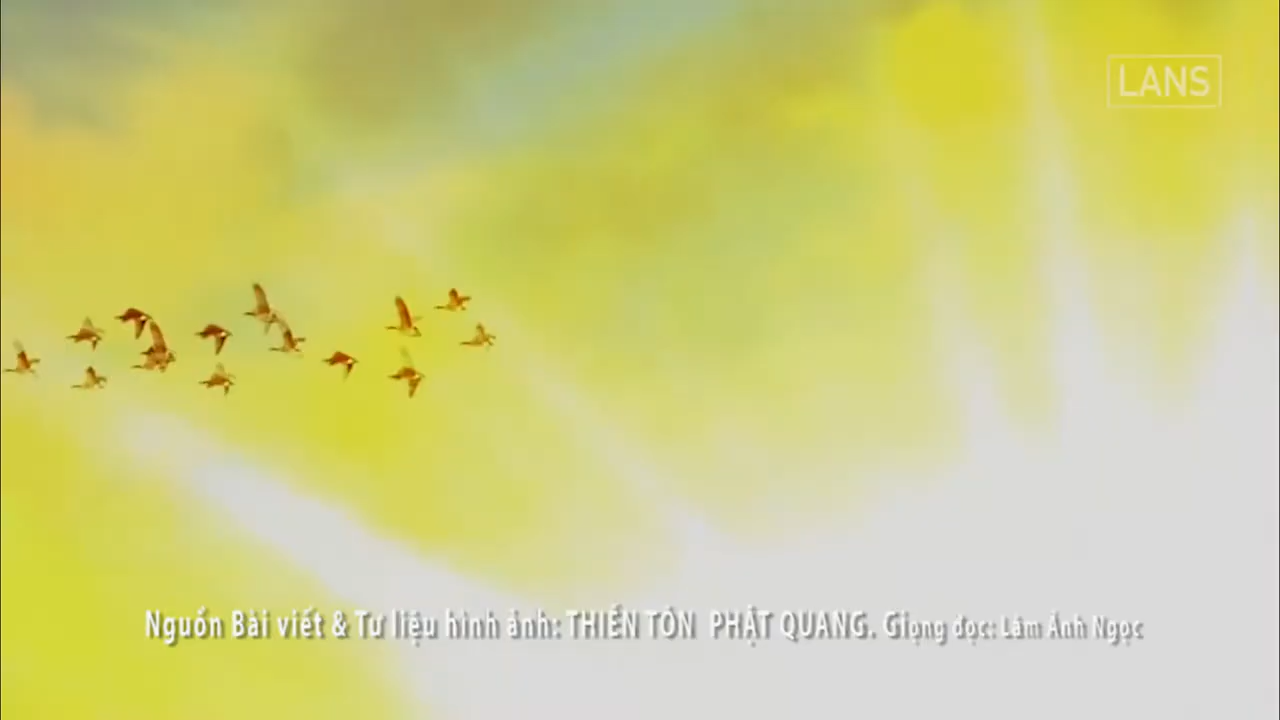 LANS
Nguồn Bài viết & Tư liệu hình ảnh: THIỀN TÔN PHẬT QUANG. Giọng đọc: Lâm Ánh Ngọc